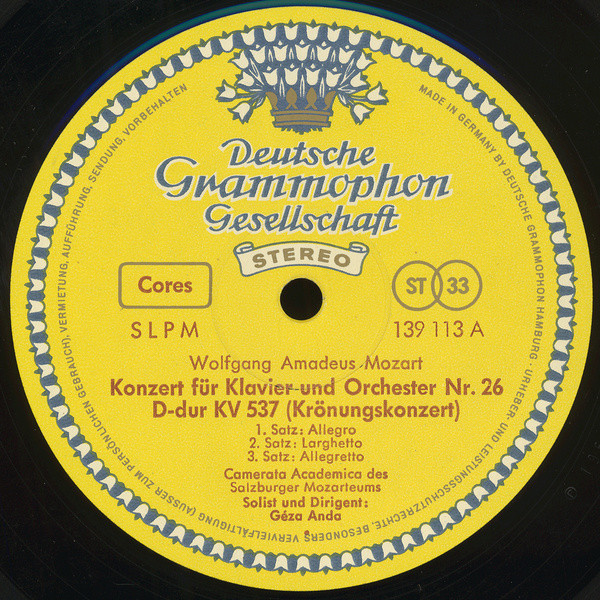 Deutsche
Grammophon
Gesellschaft
STEREO
Cores
ST 33
SLPM
139 113 A
Wolfgang Amadeus Mozart
Konzert für Klavier und Orchester Nr. 26
D-dur KV 537 (Krönungskonzert)
1. Satz: Allegro
2. Satz: Larghetto
3. Satz: Allegretto
Camerata Academica des
Salzburger Mozarteums
Solist und Dirigent:
Géza Anda
MADE IN GERMANY BY DEUTSCHE GRAMMOPHON HAMBURG · URHEBER- UND LEISTUNGSSCHUTZRECHTE, BESONDERS VERVIELFÄLTIGUNG (AUSSER ZUM PERSÖNLICHEN GEBRAUCH), VERMIETUNG, AUFFÜHRUNG, SENDUNG, VORBEHALTEN